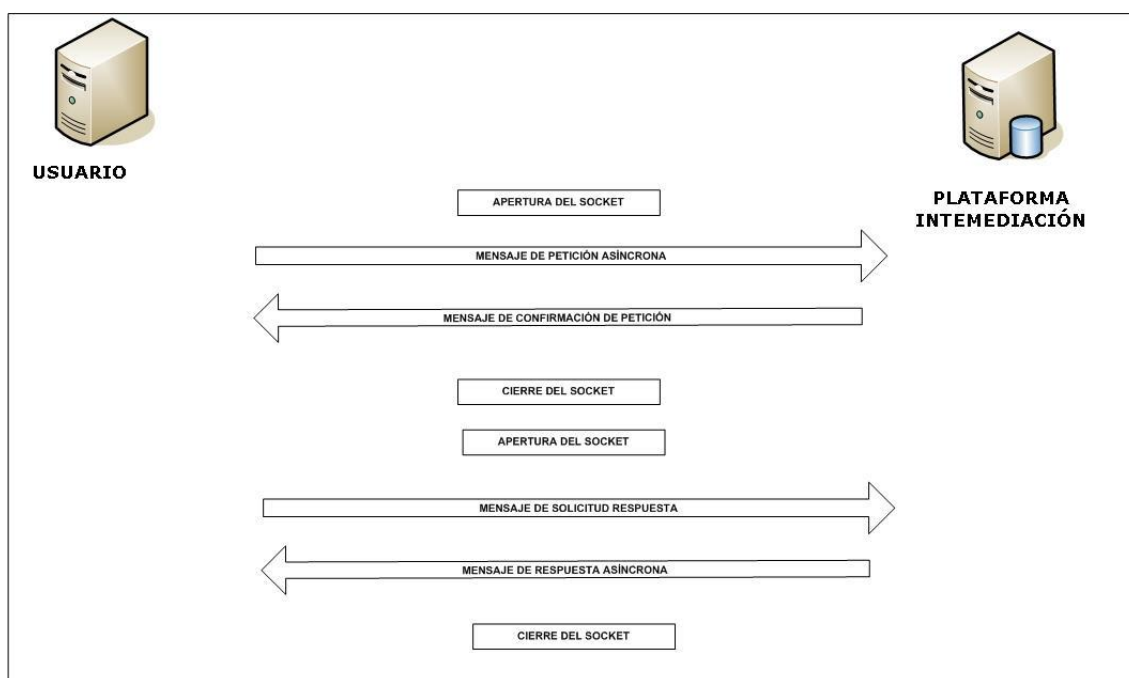 USUARIO
PLATAFORMA
INTEMEDIACIÓN
APERTURA DEL SOCKET
MENSAJE DE PETICIÓN ASÍNCRONA
MENSAJE DE CONFIRMACIÓN DE PETICIÓN
CIERRE DEL SOCKET
APERTURA DEL SOCKET
MENSAJE DE SOLICITUD RESPUESTA
MENSAJE DE RESPUESTA ASÍNCRONA
CIERRE DEL SOCKET